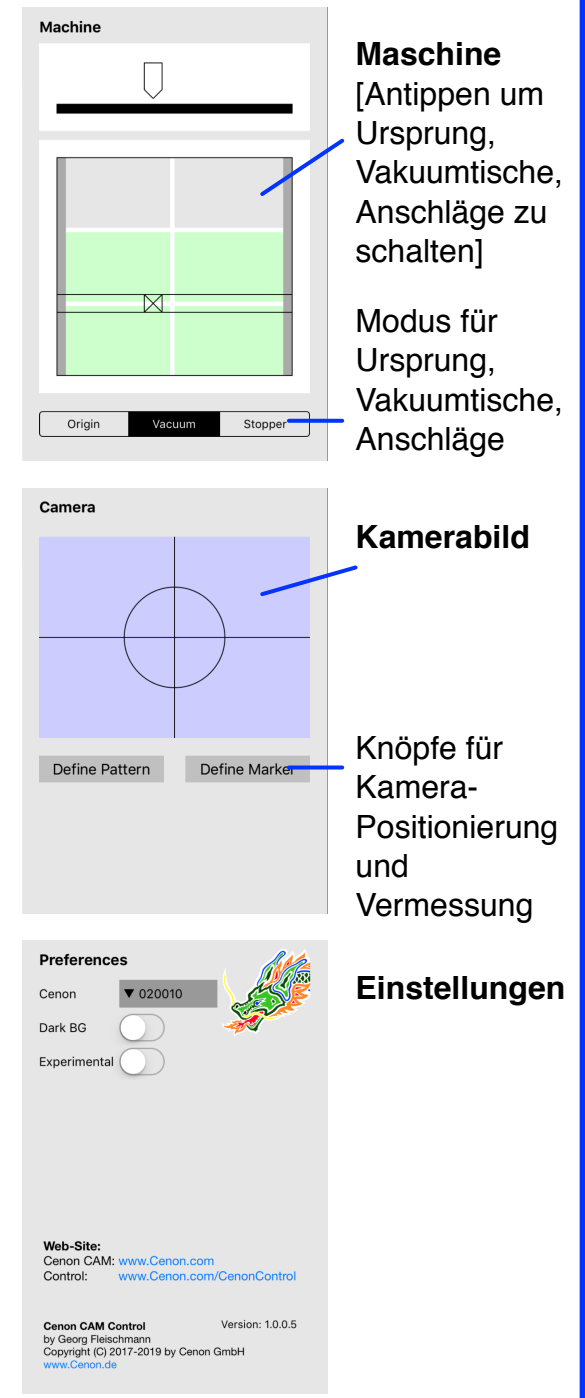 Machine
Maschine
[Antippen um
Ursprung,
Vakuumtische,
Anschläge zu
schalten]
Modus für
Ursprung,
Vakuumtische,
Anschläge
Origin Vacuum Stopper
Camera
Kamerabild
Define Pattern Define Marker
Knöpfe für
Kamera-
Positionierung
und
Vermessung
Preferences
Einstellungen
Cenon ▼ 020010
Dark BG
Experimental
Web-Site:
Cenon CAM: www.Cenon.com
Control: www.Cenon.com/CenonControl
Cenon CAM Control Version: 1.0.0.5
by Georg Fleischmann
Copyright (C) 2017-2019 by Cenon GmbH
www.Cenon.de